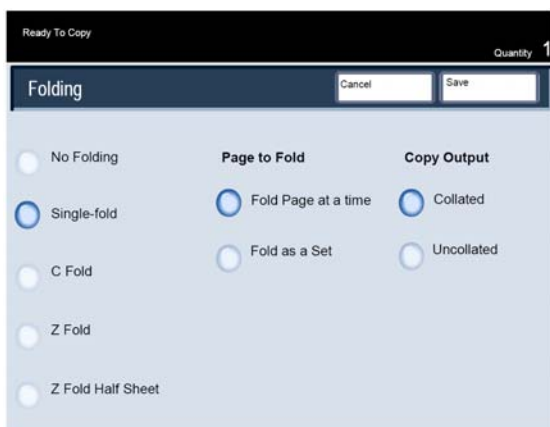 Ready To Copy
Quantity 1
Folding
Cancel
Save
No Folding
Single-fold
C Fold
Z Fold
Z Fold Half Sheet
Page to Fold
Fold Page at a time
Fold as a Set
Copy Output
Collated
Uncollated